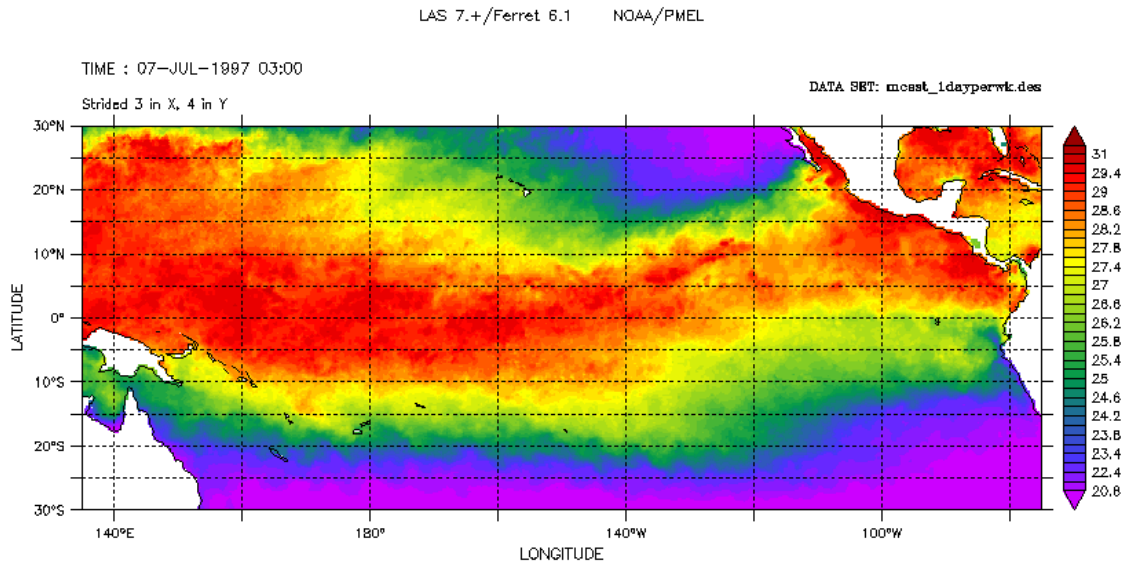 LAS 7.+/Ferret 6.1 NOAA/PMEL
TIME : 07-JUL-1997 03:00
DATA SET: mcsst_1dayperwk.des
Strided 3 in X, 4 in Y
30°N
20°N
10°N
0°
10°S
20°S
30°S
LATITUDE
140°E
180°
140°W
100°W
LONGITUDE
31
29.4
29
28.6
28.2
27.8
27.4
27
26.6
26.2
25.8
25.4
25
24.6
24.2
23.8
23.4
22.4
20.8